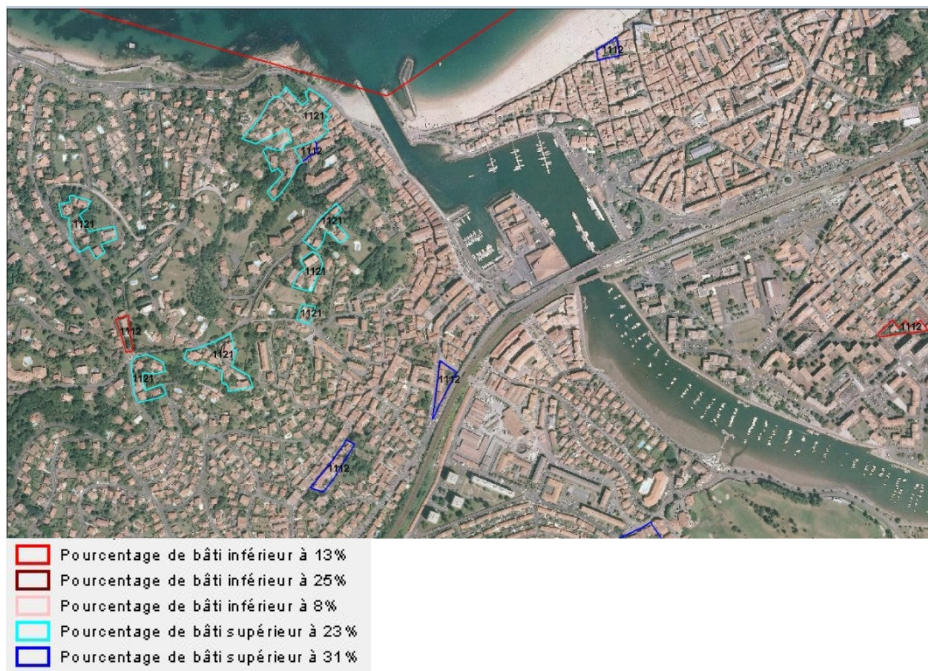 1112
1121
1112
1121
1121
1121
1121
1112
1112
1121
1121
1112
1112
Pourcentage de bâti inférieur à 13%
Pourcentage de bâti inférieur à 25%
Pourcentage de bâti inférieur à 8%
Pourcentage de bâti supérieur à 23%
Pourcentage de bâti supérieur à 31%